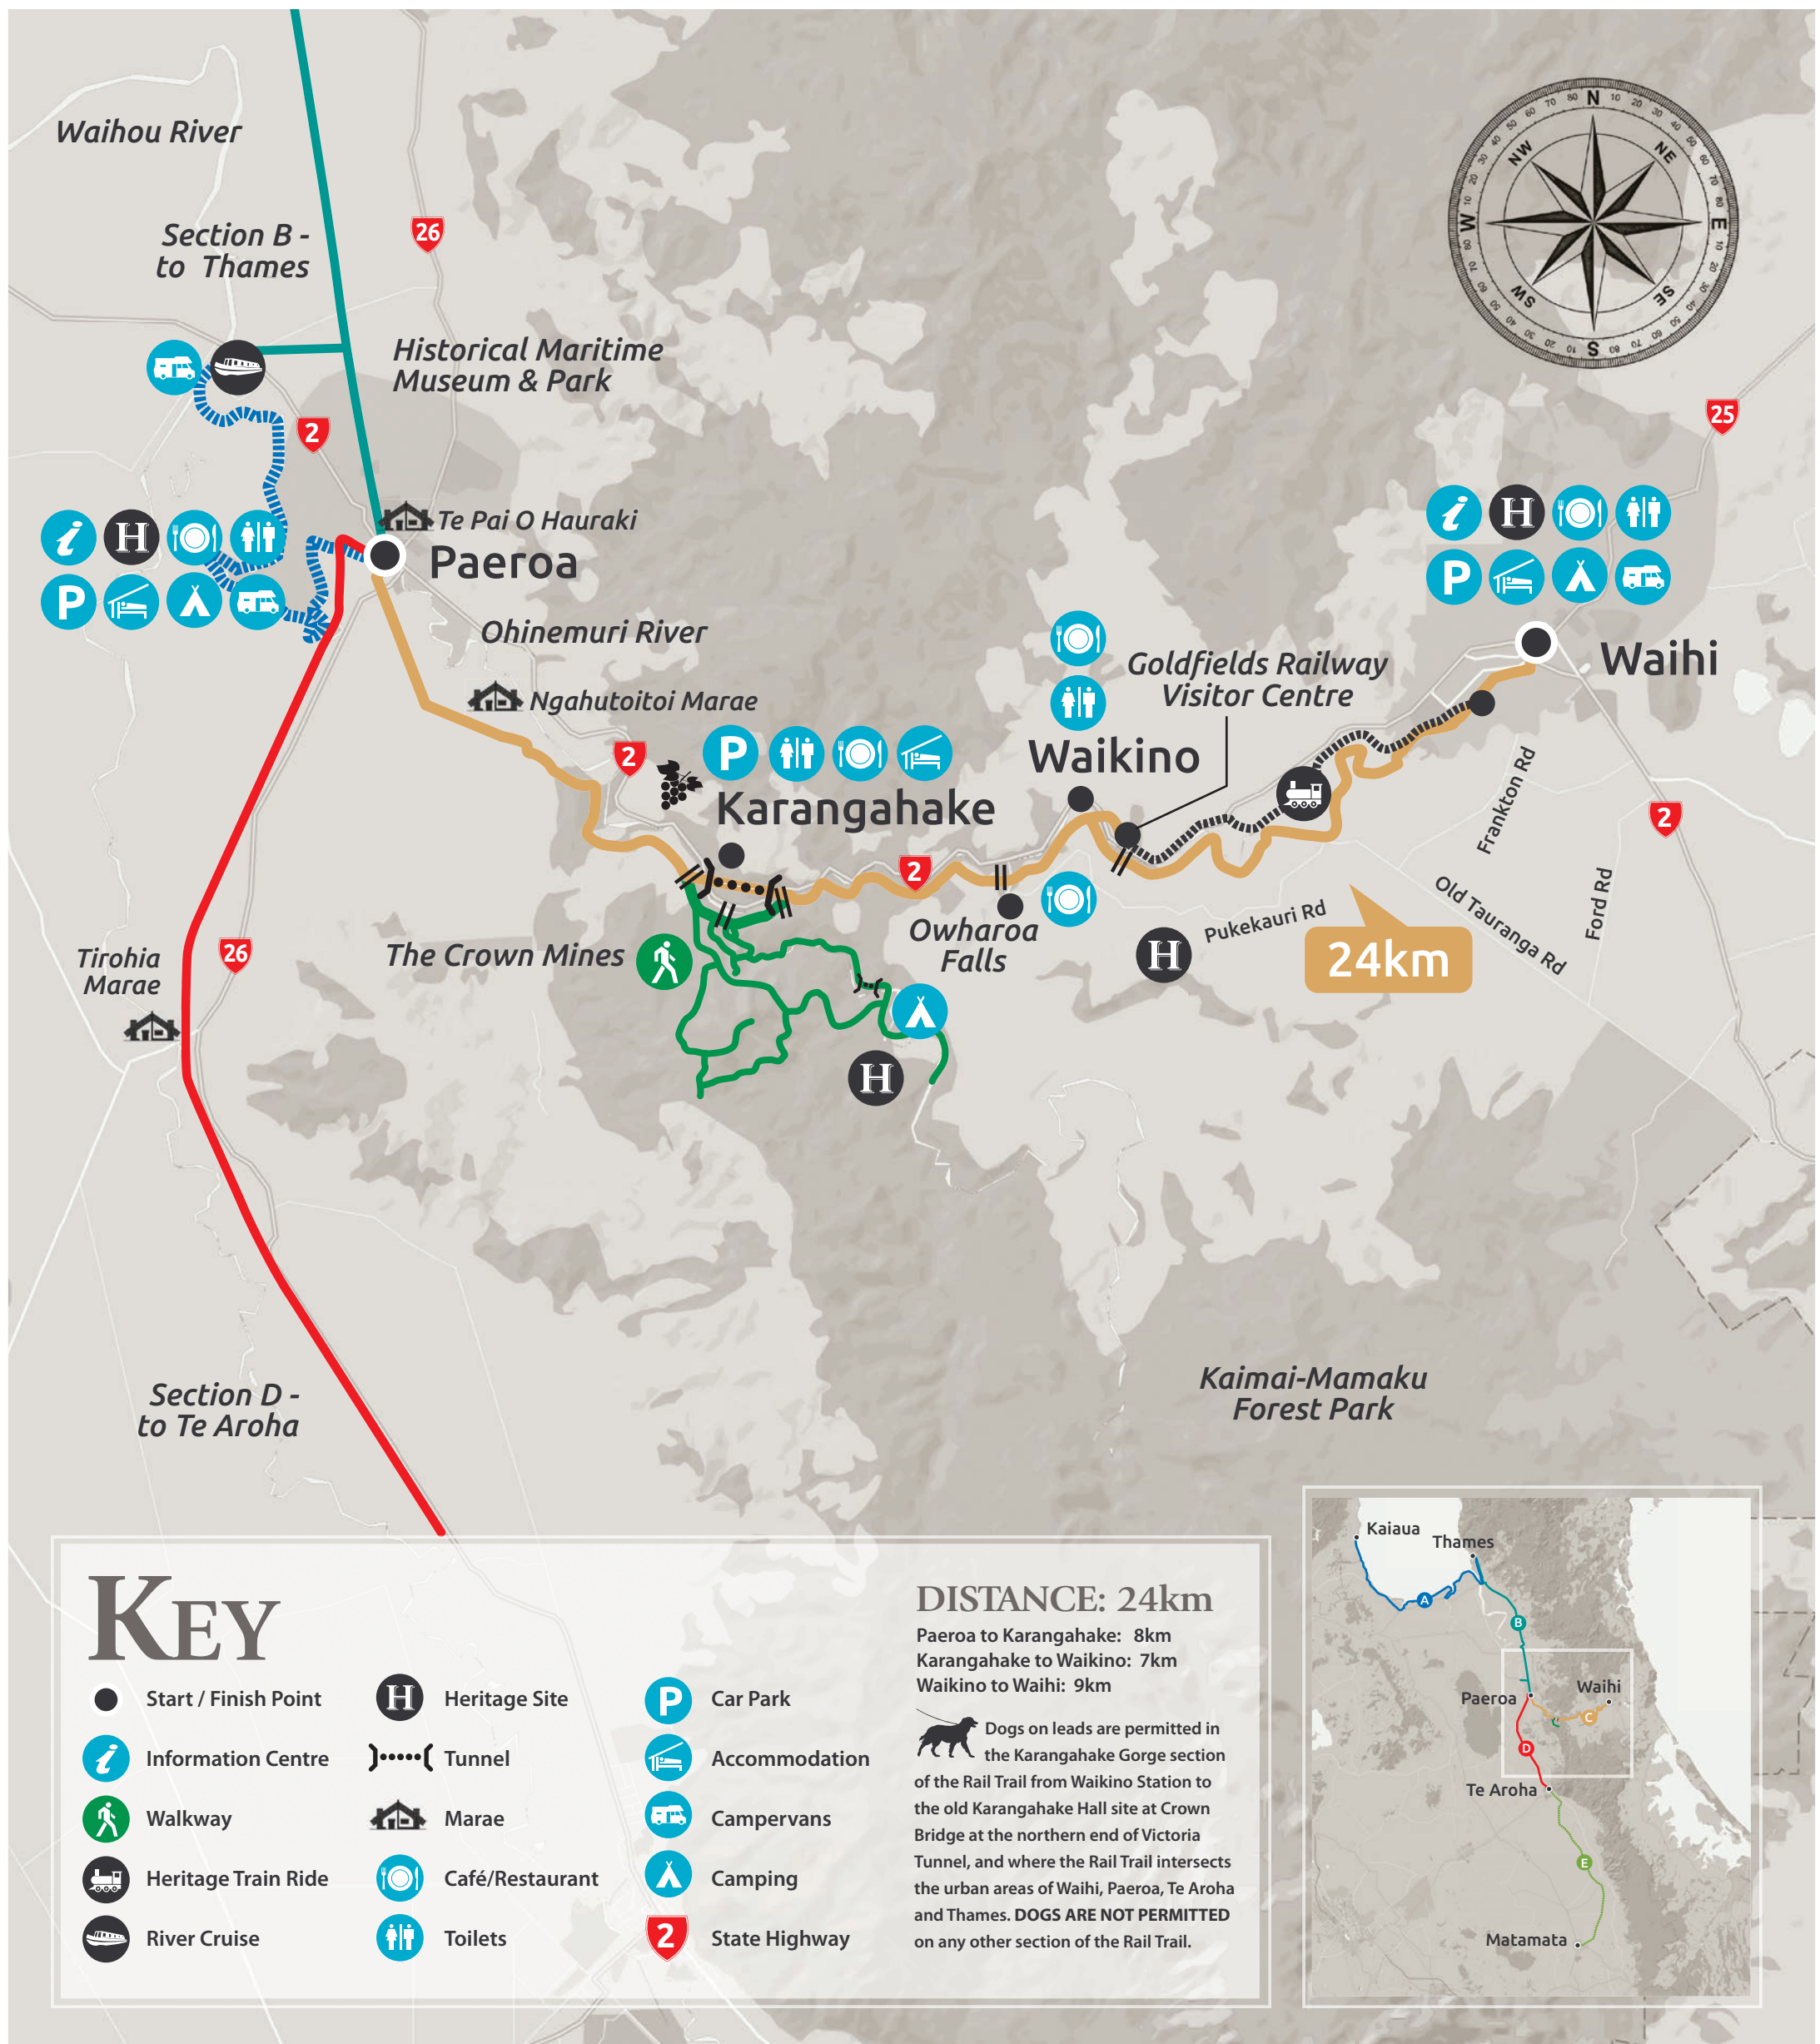 Waihou River
Section B -
to Thames
26
Historical Maritime
Museum & Park
2
N
NE
E
SE
S
SW
W
NW
25
Te Pai O Hauraki
Paeroa
i
H
P
Ohinemuri River
Ngahutoitoi Marae
2
P
Karangahake
Waikino
Goldfields Railway
Visitor Centre
i
H
P
Waihi
2
2
Frankton Rd
Old Tauranga Rd
Ford Rd
Pukekauri Rd
24km
Owharoa
Falls
H
The Crown Mines
H
Tirohia
Marae
26
Section D -
to Te Aroha
Kaimai-Mamaku
Forest Park
KEY
Start / Finish Point
i
Information Centre
Walkway
Heritage Train Ride
River Cruise
H
Heritage Site
Tunnel
Marae
Café/Restaurant
Toilets
P
Car Park
Accommodation
Campervans
Camping
2
State Highway
DISTANCE: 24km
Paeroa to Karangahake: 8km
Karangahake to Waikino: 7km
Waikino to Waihi: 9km
Dogs on leads are permitted in
the Karangahake Gorge section
of the Rail Trail from Waikino Station to
the old Karangahake Hall site at Crown
Bridge at the northern end of Victoria
Tunnel, and where the Rail Trail intersects
the urban areas of Waihi, Paeroa, Te Aroha
and Thames. DOGS ARE NOT PERMITTED
on any other section of the Rail Trail.
Kaiaua
Thames
A
B
Paeroa
Waihi
C
D
Te Aroha
E
Matamata